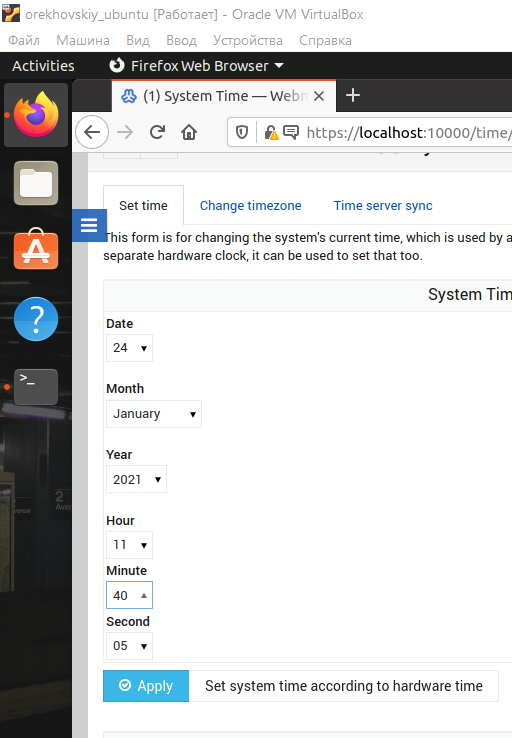 orekhovskiy_ubuntu [Работает] - Oracle VM VirtualBox
Файл Машина Вид Ввод Устройства Справка
Activities Firefox Web Browser
(1) System Time — Webm
https://localhost:10000/time/
Set time Change timezone Time server sync
This form is for changing the system's current time, which is used by a
separate hardware clock, it can be used to set that too.
System Tim
Date
24
Month
January
Year
2021
Hour
11
Minute
40
Second
05
Apply Set system time according to hardware time